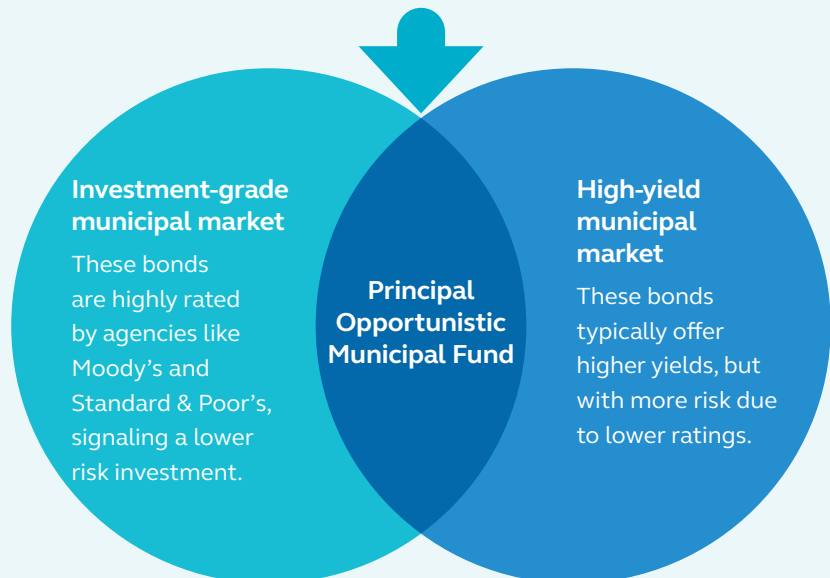 Investment-grade
municipal market
These bonds
are highly rated
by agencies like
Moody’s and
Standard & Poor’s,
signaling a lower
risk investment.
Principal
Opportunistic
Municipal Fund
High-yield
municipal
market
These bonds
typically offer
higher yields, but
with more risk due
to lower ratings.